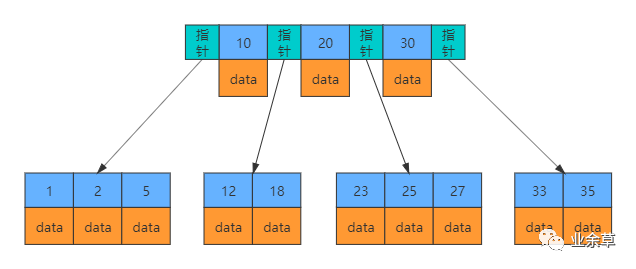 指针 10 指针 20 指针 30 指针
data data data
1 2 5 12 18 23 25 27 33 35
data data data data data data data data data data
业余草